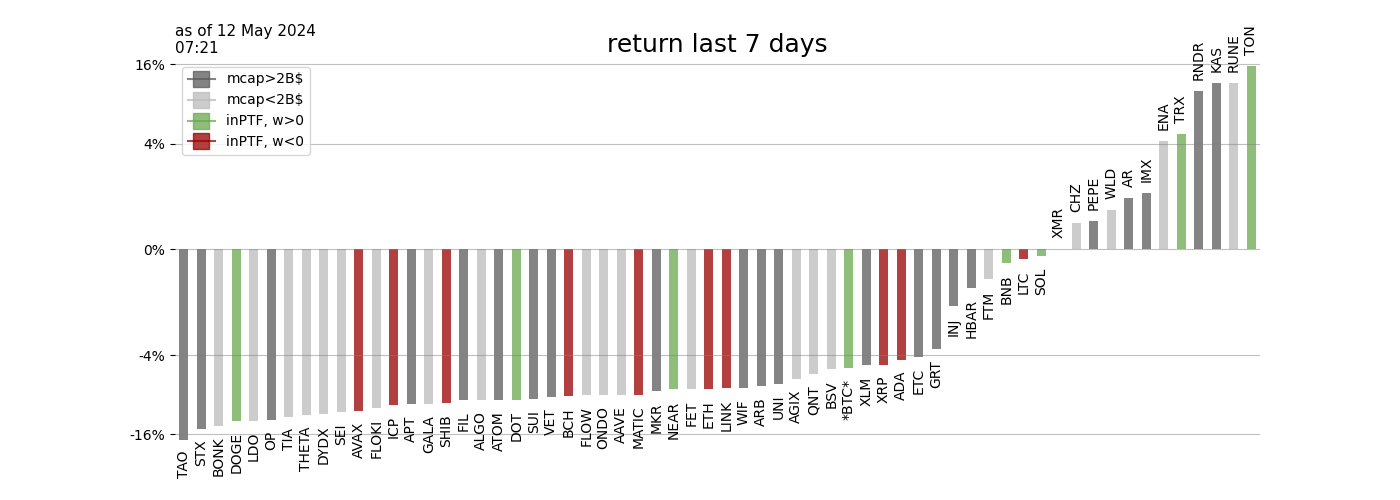 as of 12 May 2024
07:21
return last 7 days
16%
4%
0%
-4%
-16%
mcap>2B$
mcap<2B$
inPTF, w>0
inPTF, w<0
TAO
STX
BONK
DOGE
LDO
OP
TIA
THETA
DYDX
SEI
AVAX
FLOKI
ICP
APT
GALA
SHIB
FIL
ALGO
ATOM
DOT
SUI
VET
BCH
FLOW
ONDO
AAVE
MATIC
MKR
NEAR
FET
ETH
LINK
WIF
ARB
UNI
AGIX
QNT
BSV
*BTC*
XLM
XRP
ADA
ETC
GRT
INJ
HBAR
FTM
BNB
LTC
SOL
XMR
CHZ
PEPE
WLD
AR
IMX
ENA
TRX
RNDR
KAS
RUNE
TON